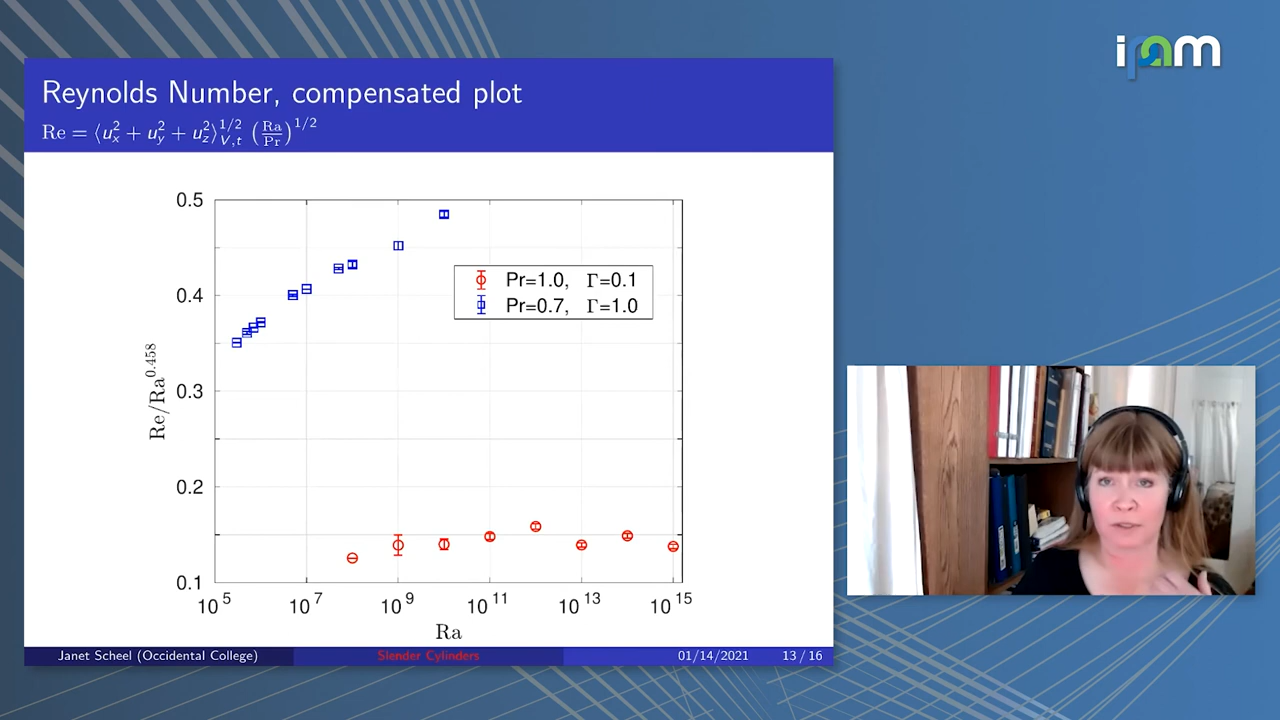 ipam
Reynolds Number, compensated plot
Re = ⟨u_x^2 + u_y^2 + u_z^2⟩_{V,t}^{1/2} (Ra/Pr)^{1/2}
0.5
0.4
0.3
0.2
0.1
Re/Ra^{0.458}
Pr=1.0, Γ=0.1
Pr=0.7, Γ=1.0
10^5 10^7 10^9 10^11 10^13 10^15
Ra
Janet Scheel (Occidental College) Slender Cylinders 01/14/2021 13 / 16